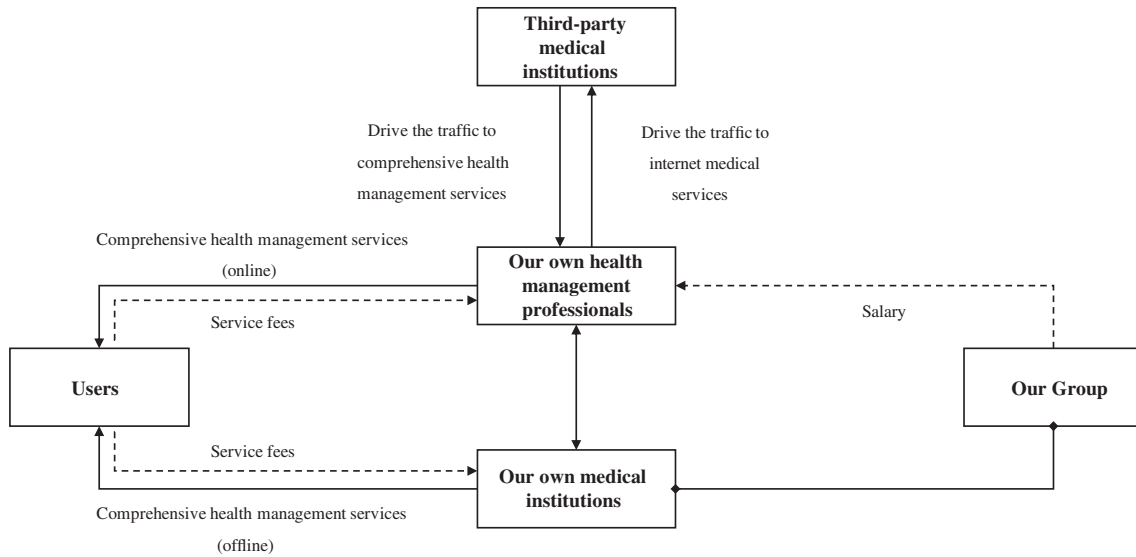 Third-party
medical
institutions
Drive the traffic to
comprehensive health
management services
Drive the traffic to
internet medical
services
Comprehensive health management services
(online)
Our own health
management
professionals
Service fees
Salary
Users
Our Group
Service fees
Our own medical
institutions
Comprehensive health management services
(offline)